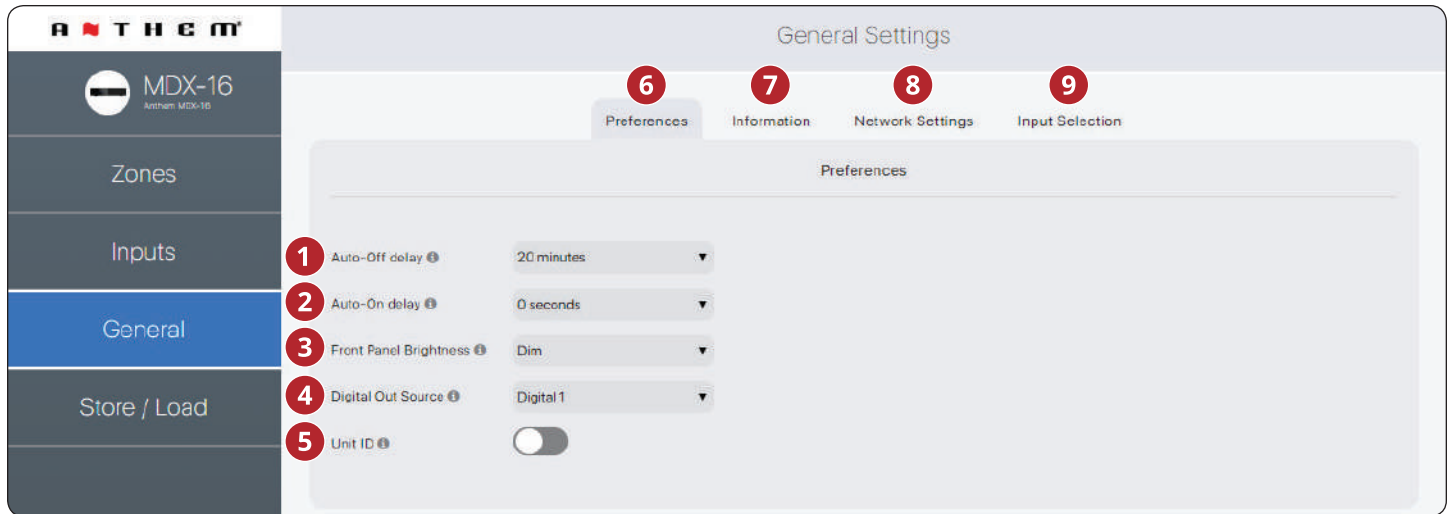 ANTHEM
General Settings
MDX-16
Anthem MDX-16
6 7 8 9
Preferences Information Network Settings Input Selection
Zones
Preferences
Inputs
1 Auto-Off delay 20 minutes
2 Auto-On delay 0 seconds
General
3 Front Panel Brightness Dim
4 Digital Out Source Digital 1
Store / Load
5 Unit ID